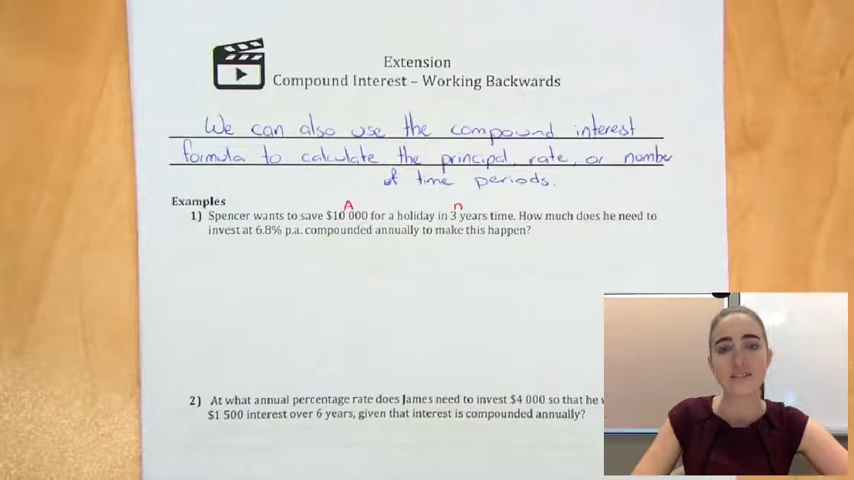 Extension
Compound Interest – Working Backwards
We can also use the compound interest
formula to calculate the principal, rate, or number
of time periods.
Examples
A n
1) Spencer wants to save $10 000 for a holiday in 3 years time. How much does he need to
invest at 6.8% p.a. compounded annually to make this happen?
2) At what annual percentage rate does James need to invest $4 000 so that he
$1 500 interest over 6 years, given that interest is compounded annually?